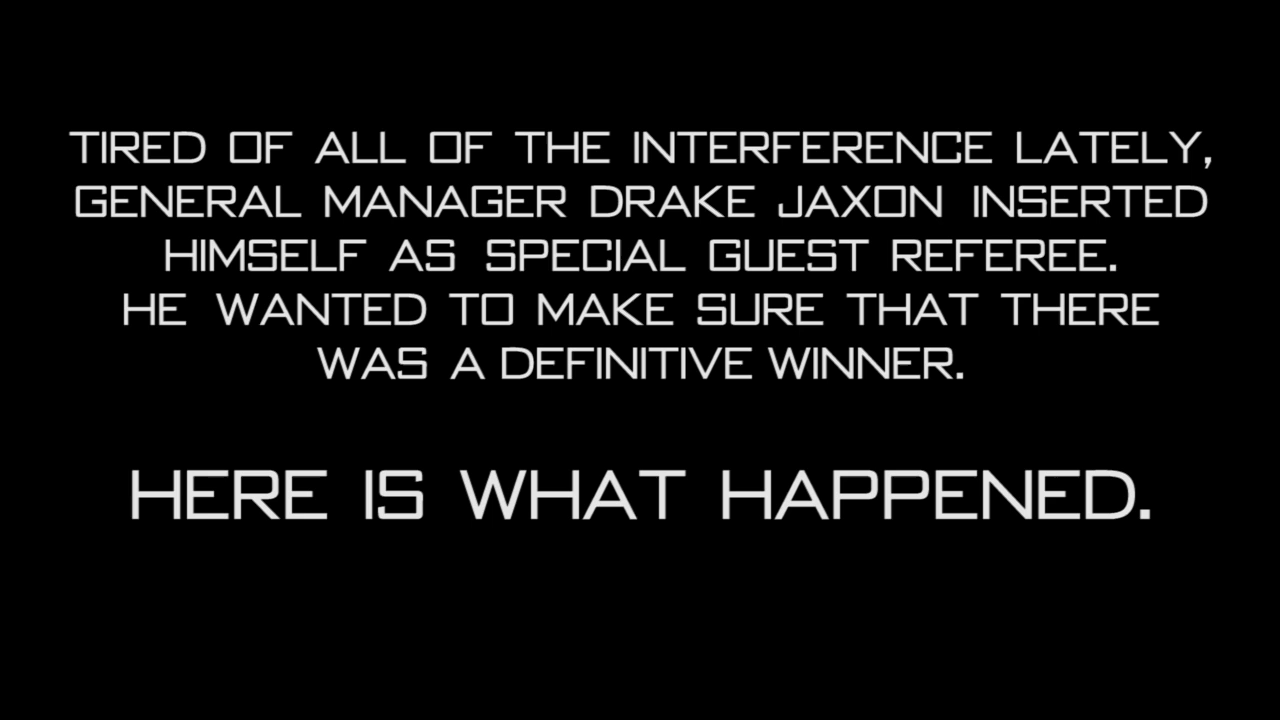 TIRED OF ALL OF THE INTERFERENCE LATELY,
GENERAL MANAGER DRAKE JAXON INSERTED
HIMSELF AS SPECIAL GUEST REFEREE.
HE WANTED TO MAKE SURE THAT THERE
WAS A DEFINITIVE WINNER.
HERE IS WHAT HAPPENED.